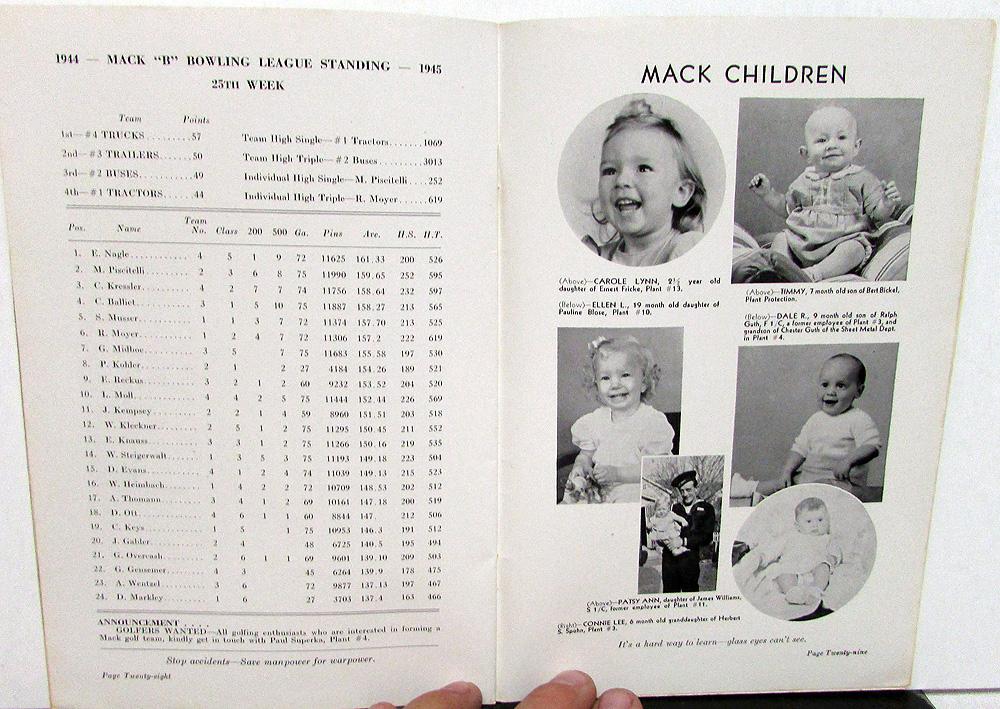 1944 — MACK "B" BOWLING LEAGUE STANDING — 1945
25TH WEEK
Team Points
1st—#4 TRUCKS.........57 Team High Single—#1 Tractors......1069
2nd—#3 TRAILERS......50 Team High Triple—#2 Buses.......3013
3rd—#2 BUSES..........49 Individual High Single—M. Piscitelli...252
4th—#1 TRACTORS.....44 Individual High Triple—R. Moyer.....619
Pos. Name Team No. Class 200 500 Ga. Pins Ave. H.S. H.T.
1. E. Nagle 4 5 1 9 72 11625 161.33 200 526
2. M. Piscitelli 2 3 6 8 75 11990 159.65 252 595
3. C. Kressler 4 2 7 7 74 11756 158.64 232 597
4. C. Balliet 3 1 5 10 75 11887 158.27 213 565
5. S. Musser 1 1 3 7 72 11374 157.70 213 525
6. R. Moyer 1 2 4 7 72 11306 157.2 222 619
7. G. Midhoe 3 5 7 75 11683 155.58 197 530
8. P. Kohler 2 1 2 27 4184 154.26 189 521
9. E. Reckus 3 2 1 2 60 9232 153.52 204 520
10. L. Moll 4 4 2 5 75 11444 152.44 226 569
11. J. Kempsey 2 2 1 4 59 8960 151.51 203 518
12. W. Kleckner 2 5 1 2 75 11295 150.45 211 552
13. E. Knauss 3 3 1 2 75 11266 150.16 219 535
14. W. Steigerwalt 1 3 5 3 75 11193 149.18 223 504
15. D. Evans 4 1 2 4 74 11039 149.13 215 523
16. W. Heimbach 1 4 2 2 72 10709 148.53 202 512
17. A. Thomann 3 4 1 2 69 10161 147.18 200 519
18. D. Ott 4 6 1 1 60 8844 147. 212 506
19. C. Keys 1 5 1 75 10953 146.3 191 512
20. J. Gabler 2 4 48 6725 140.5 195 494
21. G. Overcash 2 6 1 1 69 9601 139.10 209 503
22. G. Gensemer 4 3 45 6264 139.9 178 475
23. A. Wentzel 3 6 72 9877 137.13 197 467
24. D. Markley 1 6 27 3703 137.4 163 466
ANNOUNCEMENT . . . .
GOLFERS WANTED—All golfing enthusiasts who are interested in forming a
Mack golf team, kindly get in touch with Paul Superka, Plant #4.
Stop accidents—Save manpower for warpower.
Page Twenty-eight
MACK CHILDREN
(Above)—CAROLE LYNN, 2½ year old
daughter of Ernest Fricke, Plant #13.
(Below)—ELLEN L., 19 month old daughter of
Pauline Blose, Plant #10.
(Above)—TIMMY, 7 month old son of Bert Bickel,
Plant Protection.
(Below)—DALE R., 9 month old son of Ralph
Guth, F 1/C, a former employee of Plant #3, and
grandson of Chester Guth of the Sheet Metal Dept.
in Plant #4.
(Above)—PATSY ANN, daughter of James Williams,
S 1/C, former employee of Plant #11.
(Right)—CONNIE LEE, 6 month old granddaughter of Herbert
S. Spohn, Plant #3.
It's a hard way to learn—glass eyes can't see.
Page Twenty-nine